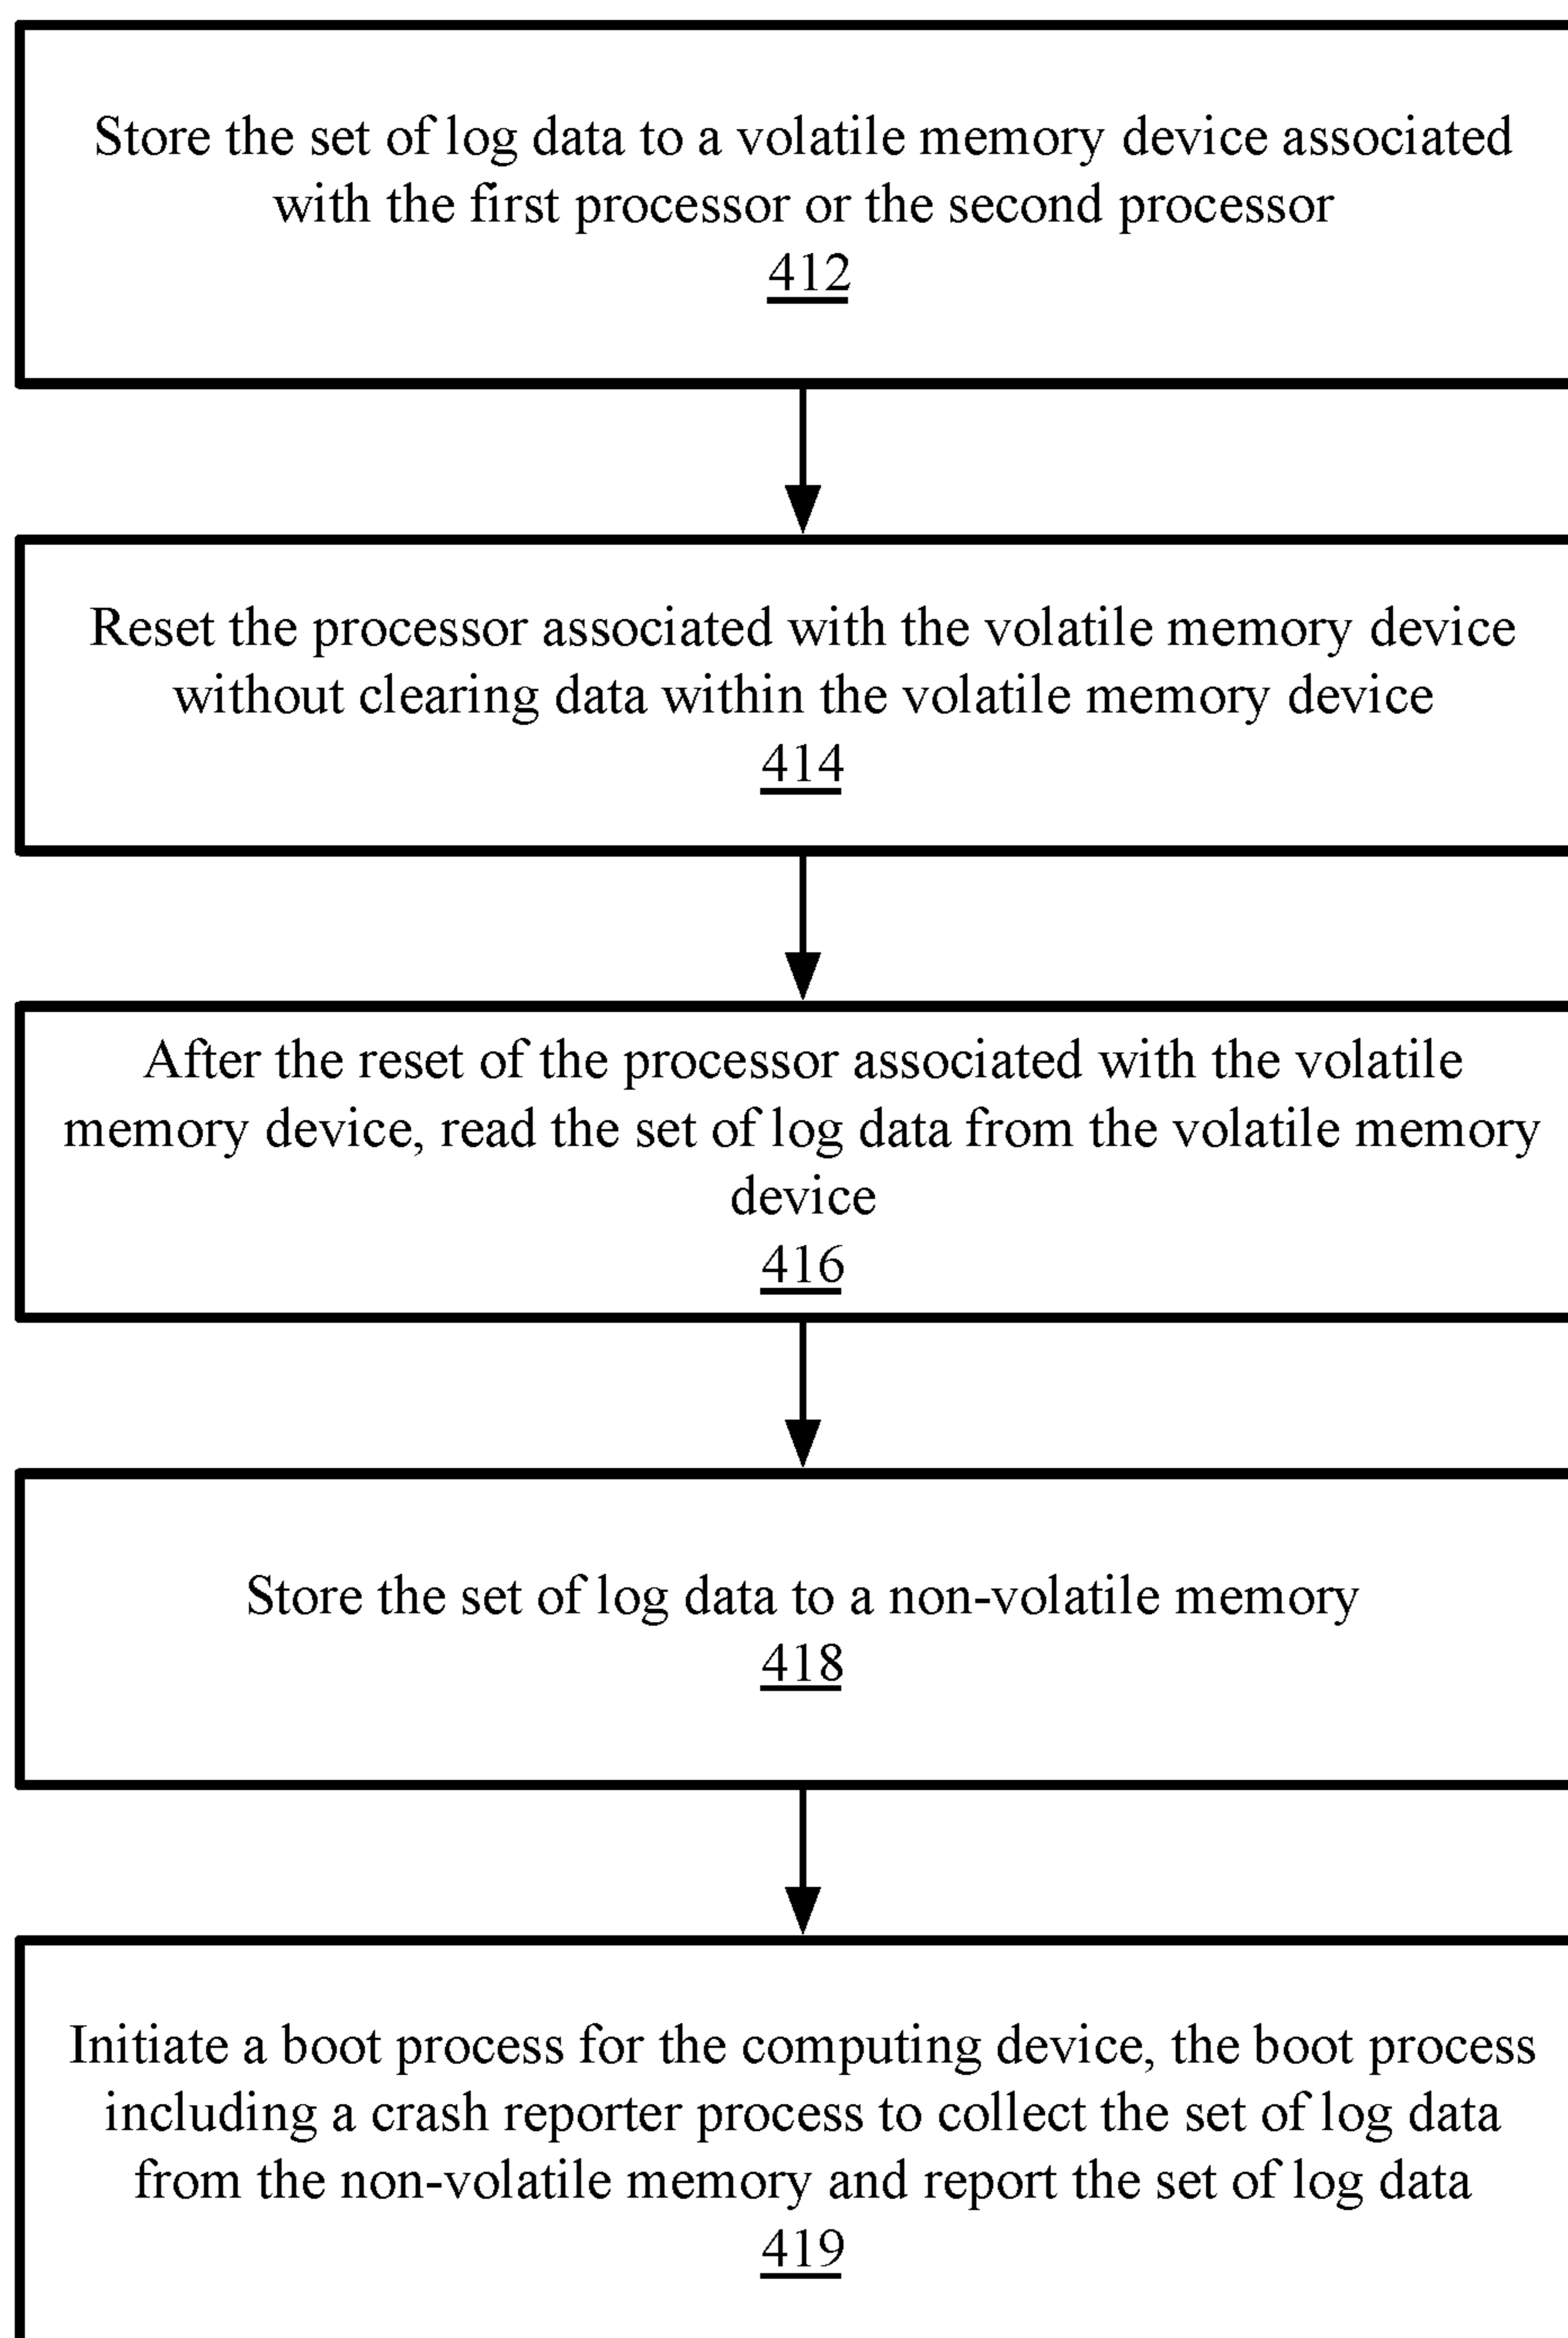 Store the set of log data to a volatile memory device associated
with the first processor or the second processor
412
Reset the processor associated with the volatile memory device
without clearing data within the volatile memory device
414
After the reset of the processor associated with the volatile
memory device, read the set of log data from the volatile memory
device
416
Store the set of log data to a non-volatile memory
418
Initiate a boot process for the computing device, the boot process
including a crash reporter process to collect the set of log data
from the non-volatile memory and report the set of log data
419